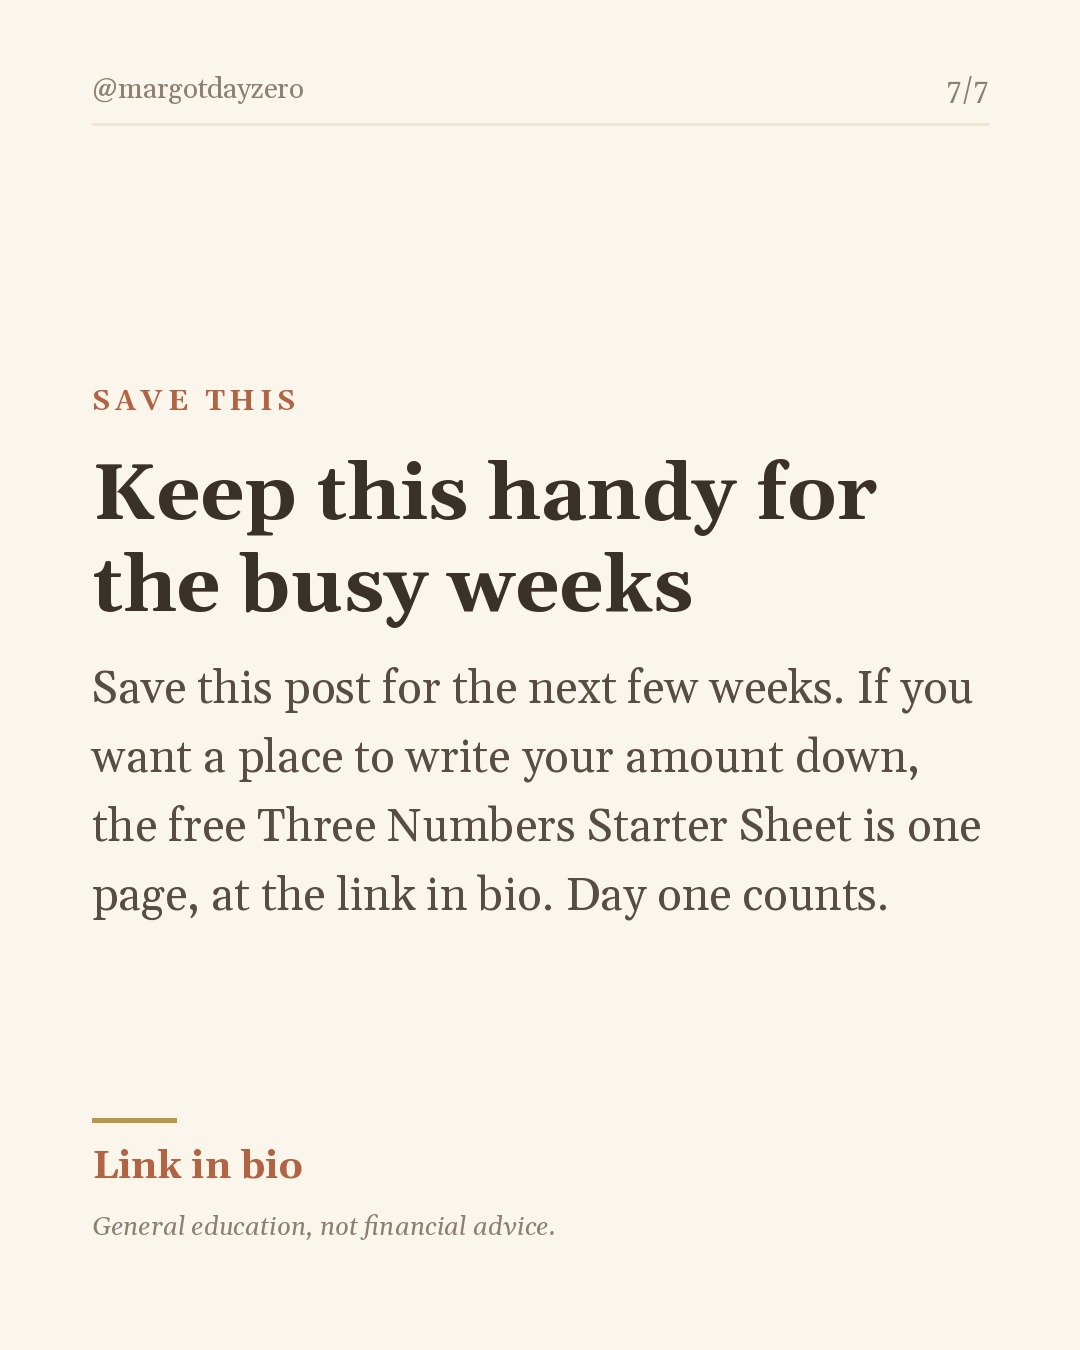 @margotdayzero
7/7
SAVE THIS
Keep this handy for
the busy weeks
Save this post for the next few weeks. If you
want a place to write your amount down,
the free Three Numbers Starter Sheet is one
page, at the link in bio. Day one counts.
Link in bio
General education, not financial advice.